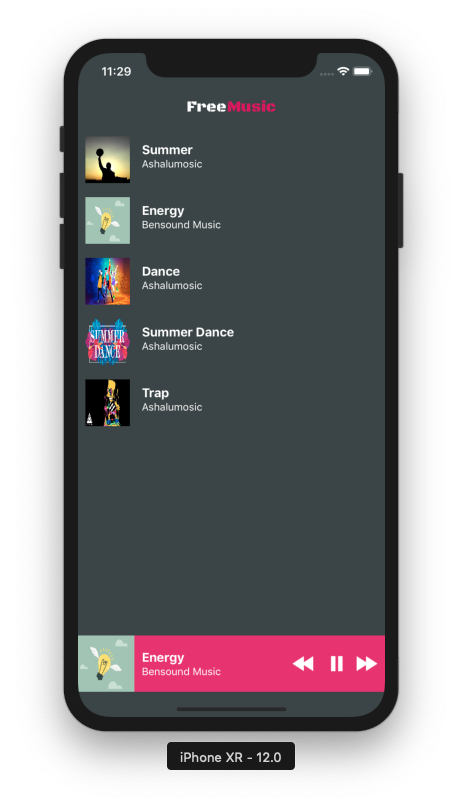 11:29
FreeMusic
Summer
Ashalumosic
Energy
Bensound Music
Dance
Ashalumosic
SUMMER
DANCE
Summer Dance
Ashalumosic
Trap
Ashalumosic
Energy
Bensound Music
iPhone XR - 12.0